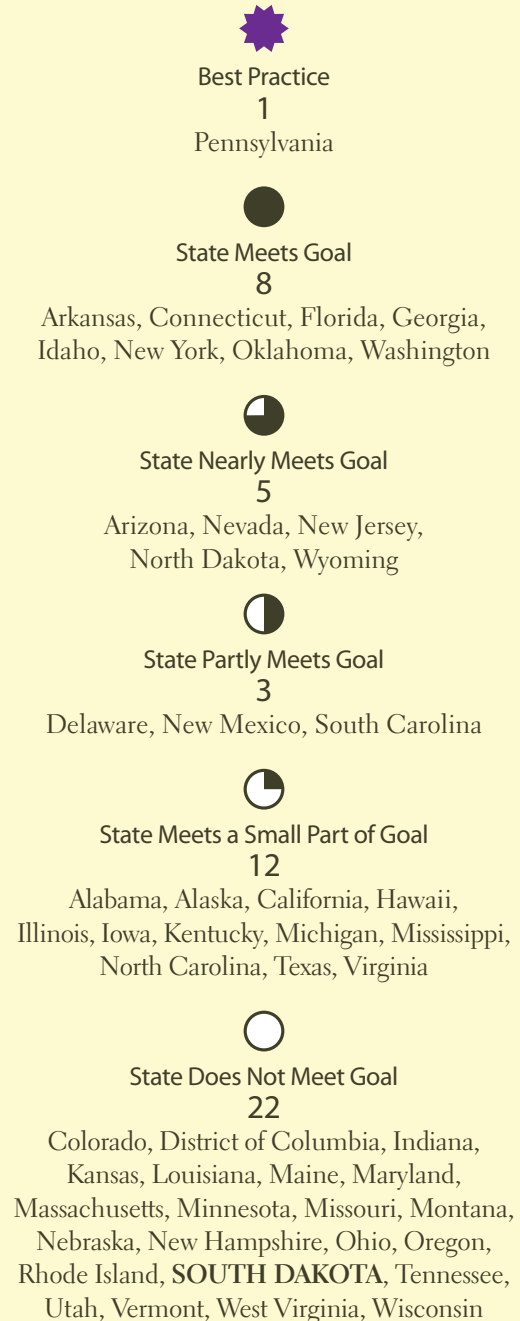 Best Practice
1
Pennsylvania
State Meets Goal
8
Arkansas, Connecticut, Florida, Georgia,
Idaho, New York, Oklahoma, Washington
State Nearly Meets Goal
5
Arizona, Nevada, New Jersey,
North Dakota, Wyoming
State Partly Meets Goal
3
Delaware, New Mexico, South Carolina
State Meets a Small Part of Goal
12
Alabama, Alaska, California, Hawaii,
Illinois, Iowa, Kentucky, Michigan, Mississippi,
North Carolina, Texas, Virginia
State Does Not Meet Goal
22
Colorado, District of Columbia, Indiana,
Kansas, Louisiana, Maine, Maryland,
Massachusetts, Minnesota, Missouri, Montana,
Nebraska, New Hampshire, Ohio, Oregon,
Rhode Island, SOUTH DAKOTA, Tennessee,
Utah, Vermont, West Virginia, Wisconsin